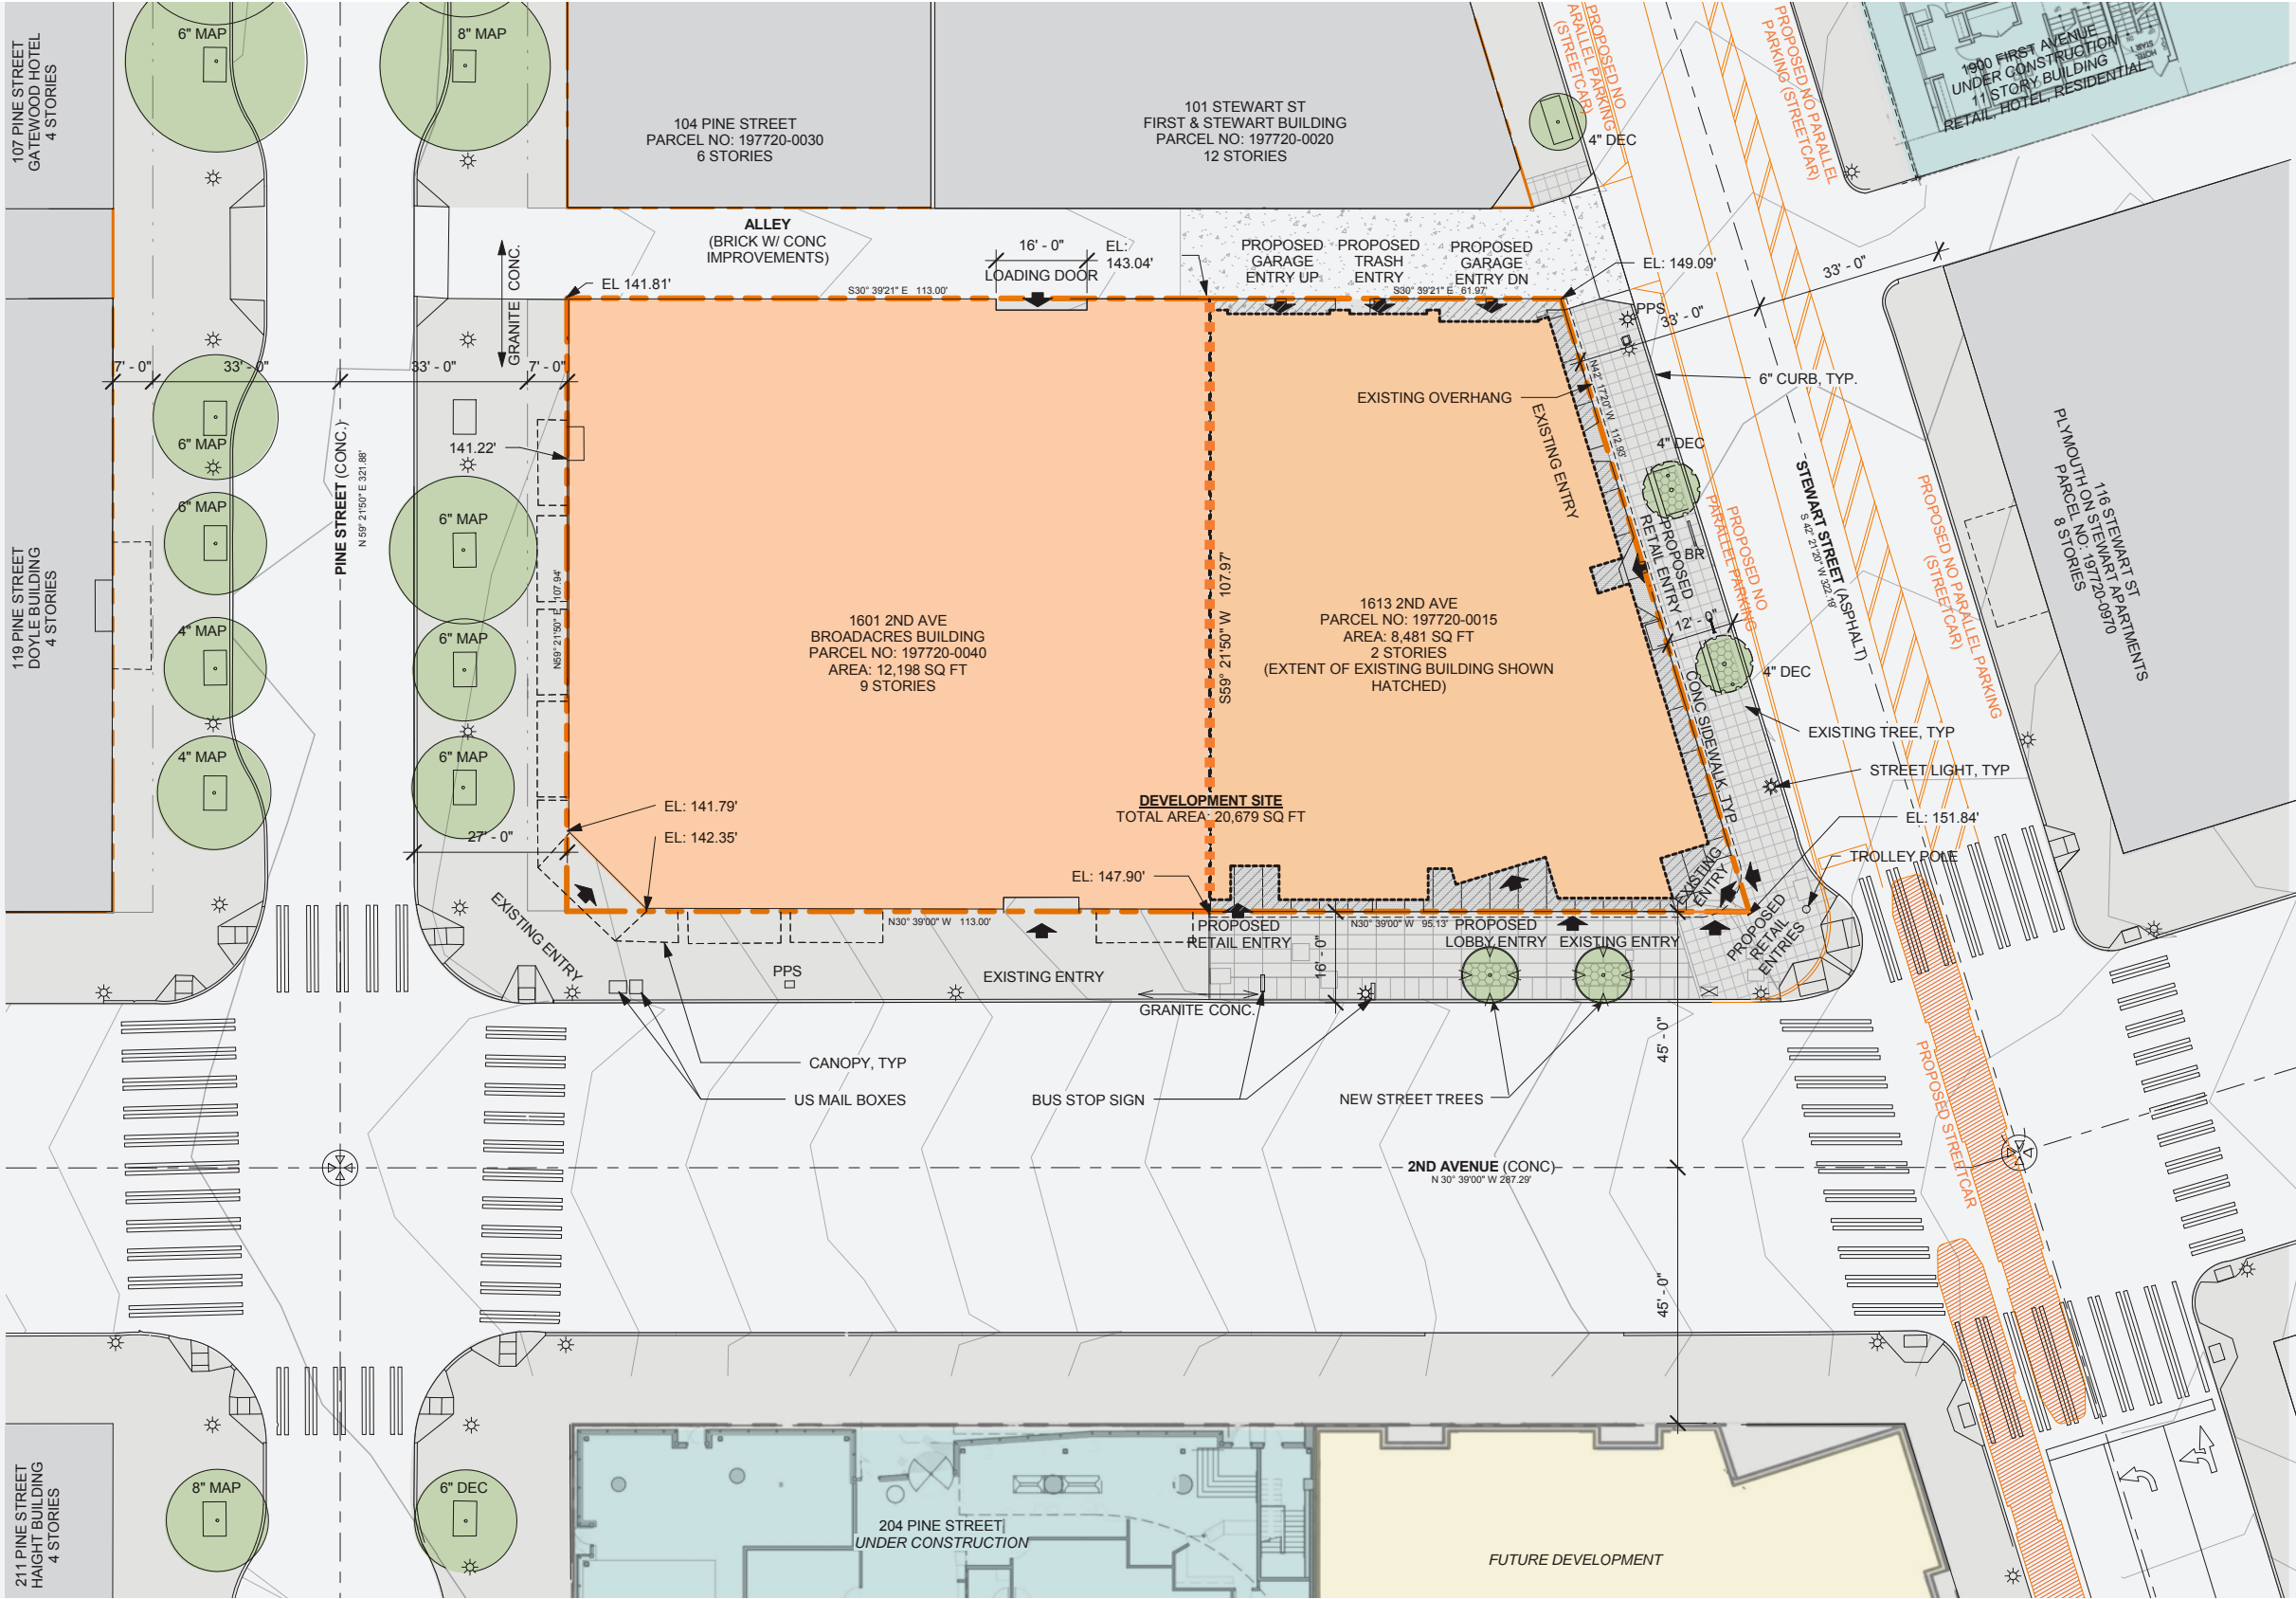 6" MAP
8" MAP
107 PINE STREET
GATEWOOD HOTEL
4 STORIES
104 PINE STREET
PARCEL NO: 197720-0030
6 STORIES
101 STEWART ST
FIRST & STEWART BUILDING
PARCEL NO: 197720-0020
12 STORIES
PROPOSED NO
PARALLEL PARKING
(STREETCAR)
4" DEC
PROPOSED NO PARALLEL
PARKING (STREETCAR)
1900 FIRST AVENUE
UNDER CONSTRUCTION
11 STORY BUILDING
RETAIL, HOTEL, RESIDENTIAL
ALLEY
(BRICK W/ CONC
IMPROVEMENTS)
GRANITE CONC.
16' - 0"
LOADING DOOR
EL:
143.04'
PROPOSED
GARAGE
ENTRY UP
PROPOSED
TRASH
ENTRY
PROPOSED
GARAGE
ENTRY DN
EL: 149.09'
33' - 0"
EL 141.81'
S30° 39'21" E 113.00'
S30° 39'21" E 61.97'
PPS
33' - 0"
7' - 0"
33' - 0"
33' - 0"
7' - 0"
6" CURB, TYP.
EXISTING OVERHANG
EXISTING ENTRY
N42° 17'20" W 112.93'
4" DEC
6" MAP
141.22'
PINE STREET (CONC.)
N 59° 21'50" E 321.88'
6" MAP
6" MAP
119 PINE STREET
DOYLE BUILDING
4 STORIES
N59° 21'50" E 107.94'
S59° 21'50" W 107.97'
PROPOSED
RETAIL ENTRY
BR
PROPOSED NO
PARALLEL PARKING
STEWART STREET (ASPHALT)
S 42° 21'20" W 322.19'
PROPOSED NO PARALLEL PARKING
(STREETCAR)
116 STEWART ST
PLYMOUTH ON STEWART APARTMENTS
PARCEL NO: 197720-0970
8 STORIES
1601 2ND AVE
BROADACRES BUILDING
PARCEL NO: 197720-0040
AREA: 12,198 SQ FT
9 STORIES
1613 2ND AVE
PARCEL NO: 197720-0015
AREA: 8,481 SQ FT
2 STORIES
(EXTENT OF EXISTING BUILDING SHOWN
HATCHED)
12' - 0"
4" DEC
4" MAP
6" MAP
CONC SIDEWALK, TYP
EXISTING TREE, TYP
4" MAP
6" MAP
STREET LIGHT, TYP
DEVELOPMENT SITE
TOTAL AREA: 20,679 SQ FT
EL: 141.79'
EL: 142.35'
27' - 0"
EL: 151.84'
TROLLEY POLE
EL: 147.90'
EXISTING
ENTRY
EXISTING ENTRY
N30° 39'00" W 113.00'
N30° 39'00" W 95.13'
PROPOSED
RETAIL ENTRY
16' - 0"
PROPOSED
LOBBY ENTRY
EXISTING ENTRY
PROPOSED
RETAIL
ENTRIES
PPS
EXISTING ENTRY
GRANITE CONC.
CANOPY, TYP
US MAIL BOXES
BUS STOP SIGN
NEW STREET TREES
45' - 0"
PROPOSED STREETCAR
2ND AVENUE (CONC)
N 30° 39'00" W 287.29'
45' - 0"
211 PINE STREET
HAIGHT BUILDING
4 STORIES
8" MAP
6" DEC
204 PINE STREET
UNDER CONSTRUCTION
FUTURE DEVELOPMENT